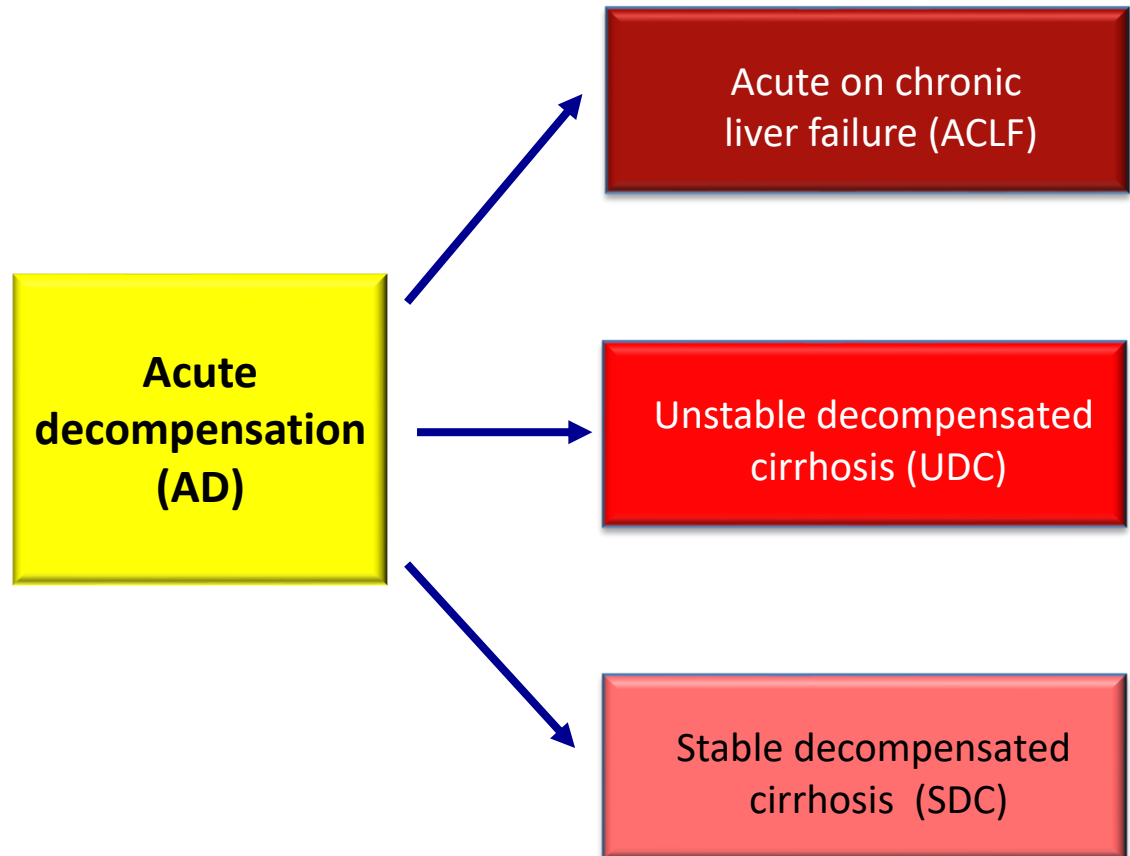 Acute on chronic
liver failure (ACLF)
Acute
decompensation
(AD)
Unstable decompensated
cirrhosis (UDC)
Stable decompensated
cirrhosis (SDC)